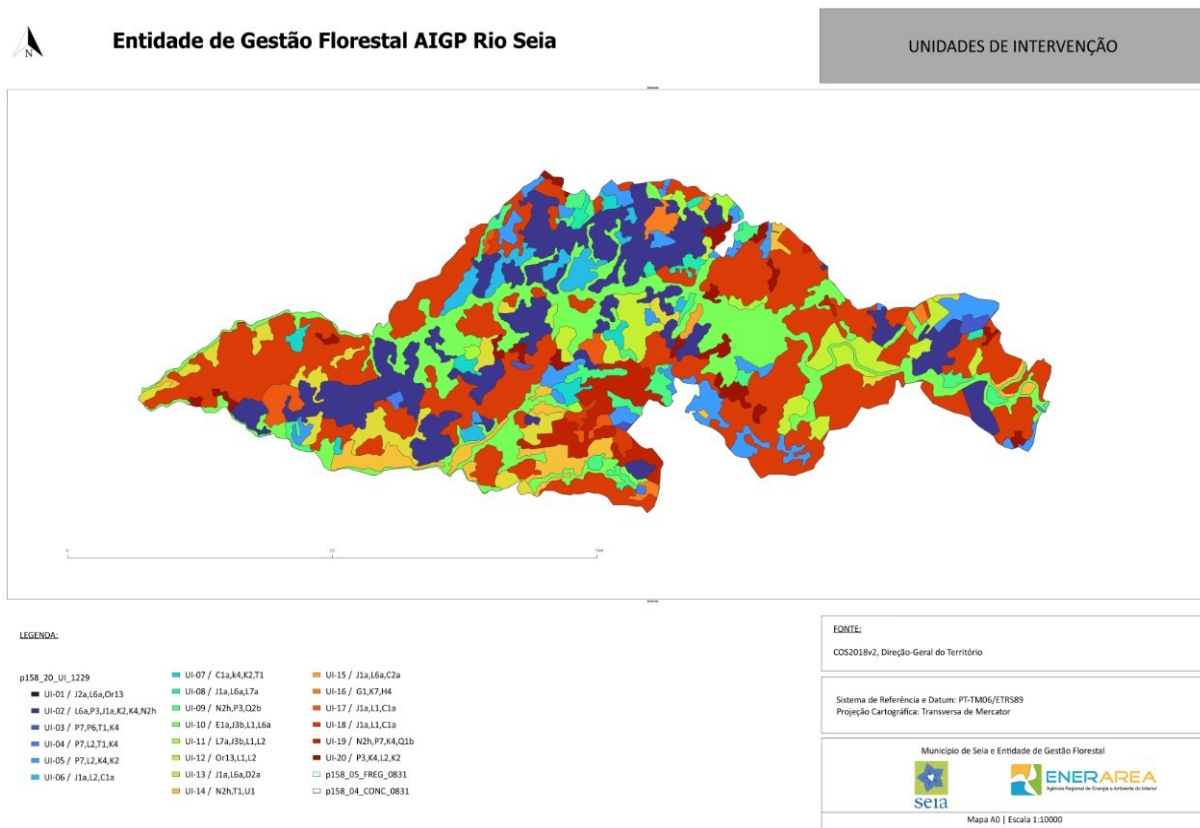 N
Entidade de Gestão Florestal AIGP Rio Seia
UNIDADES DE INTERVENÇÃO
LEGENDA:
p158_20_UI_1229
UI-01 / J2a,L6a,Or13
UI-02 / L6a,P3,J1a,K2,K4,N2h
UI-03 / P7,P6,T1,K4
UI-04 / P7,L2,T1,K4
UI-05 / P7,L2,K4,K2
UI-06 / J1a,L2,C1a
UI-07 / C1a,k4,K2,T1
UI-08 / J1a,L6a,L7a
UI-09 / N2h,P3,Q2b
UI-10 / E1a,J3b,L1,L6a
UI-11 / L7a,J3b,L1,L2
UI-12 / Or13,L1,L2
UI-13 / J1a,L6a,D2a
UI-14 / N2h,T1,U1
UI-15 / J1a,L6a,C2a
UI-16 / G1,K7,H4
UI-17 / J1a,L1,C1a
UI-18 / J1a,L1,C1a
UI-19 / N2h,P7,K4,Q1b
UI-20 / P3,K4,L2,K2
p158_05_FREG_0831
p158_04_CONC_0831
FONTE:
COS2018v2, Direção-Geral do Território
Sistema de Referência e Datum: PT-TM06/ETRS89
Projeção Cartográfica: Transversa de Mercator
Município de Seia e Entidade de Gestão Florestal
seia
ENERAREA
Agência Regional de Energia e Ambiente do Interior
Mapa A0 | Escala 1:10000